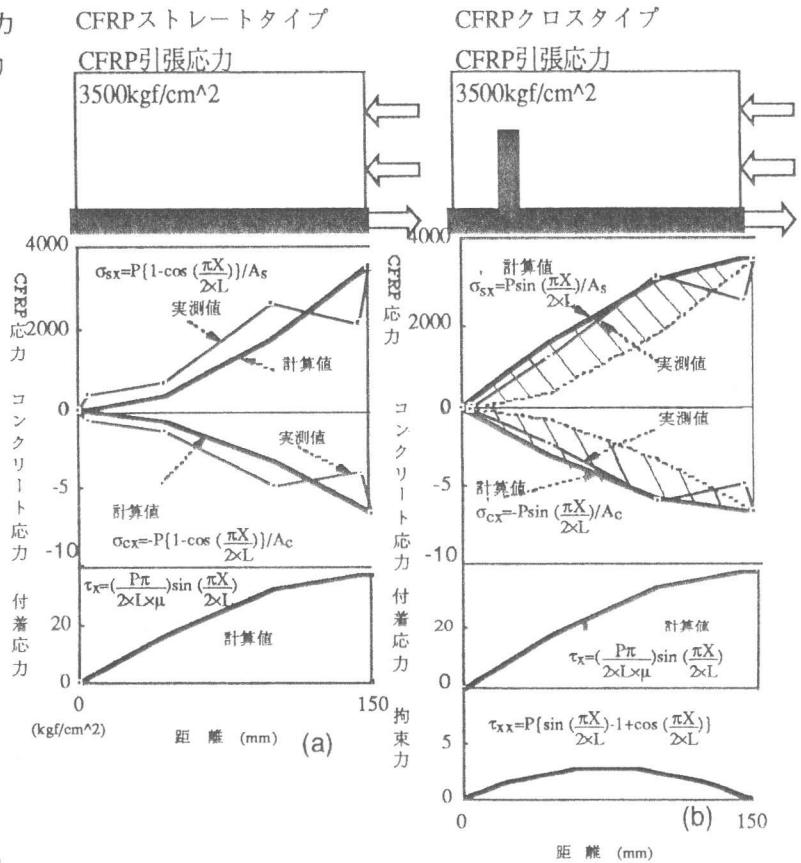 力
CFRPストレートタイプ
CFRP引張応力
3500kgf/cm^2
4000
2000
0
-5
-10
20
0
CFRP応力
コンクリート応力
付着応力
σsx=P{1-cos (πX/2×L)}/As
実測値
計算値
実測値
計算値
σcx=-P{1-cos (πX/2×L)}/Ac
τx=(Pπ/2×L×μ)sin (πX/2×L)
計算値
0
150
(kgf/cm^2)
距離 (mm)
(a)
CFRPクロスタイプ
CFRP引張応力
3500kgf/cm^2
4000
2000
0
-5
-10
20
0
5
0
CFRP応力
コンクリート応力
付着応力
拘束力
計算値
σsx=Psin (πX/2×L)/As
実測値
実測値
計算値
σcx=-Psin (πX/2×L)/Ac
計算値
τx=(Pπ/2×L×μ)sin (πX/2×L)
τxx=P{sin (πX/2×L)-1+cos (πX/2×L)}
0
150
(b)
距離 (mm)